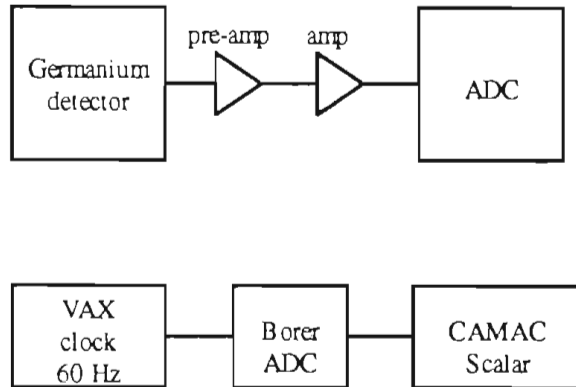 pre-amp amp
Germanium
detector
ADC
VAX
clock
60 Hz
Borer
ADC
CAMAC
Scalar